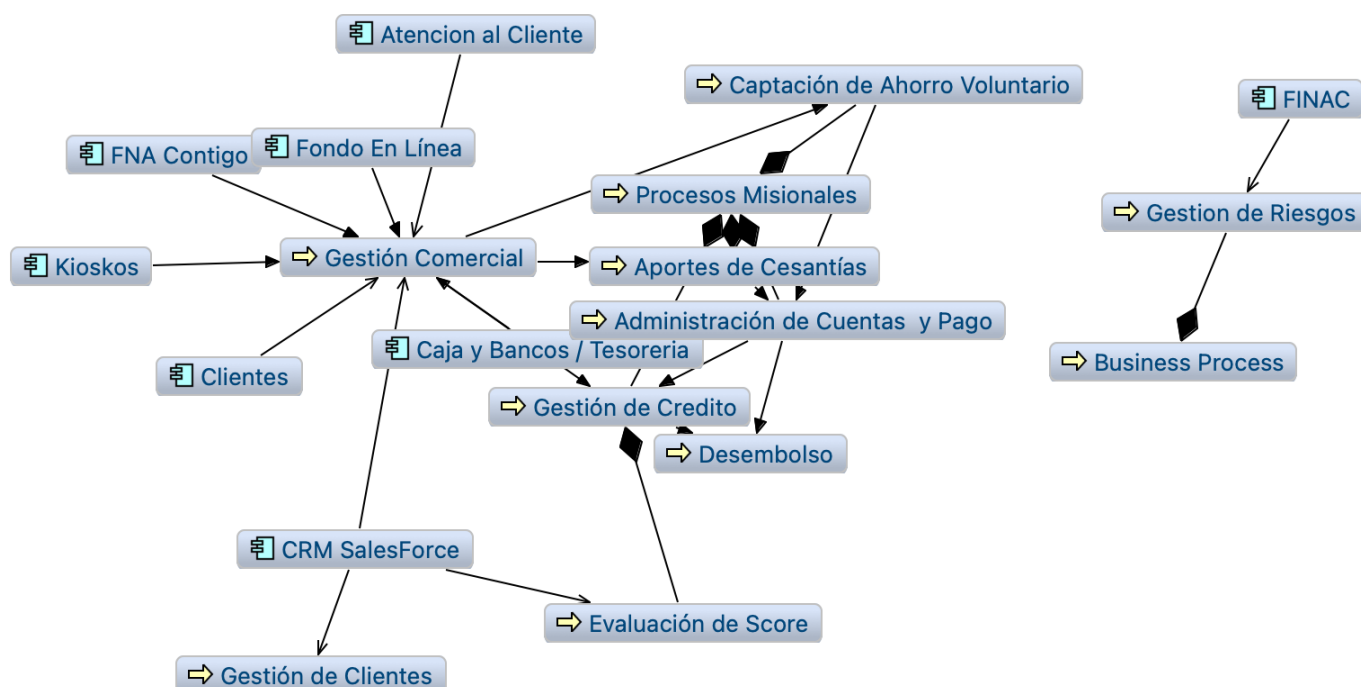 Atencion al Cliente
Captación de Ahorro Voluntario
FINAC
FNA Contigo
Fondo En Línea
Procesos Misionales
Gestion de Riesgos
Kioskos
Gestión Comercial
Aportes de Cesantías
Administración de Cuentas y Pago
Clientes
Caja y Bancos / Tesoreria
Business Process
Gestión de Credito
Desembolso
CRM SalesForce
Evaluación de Score
Gestión de Clientes